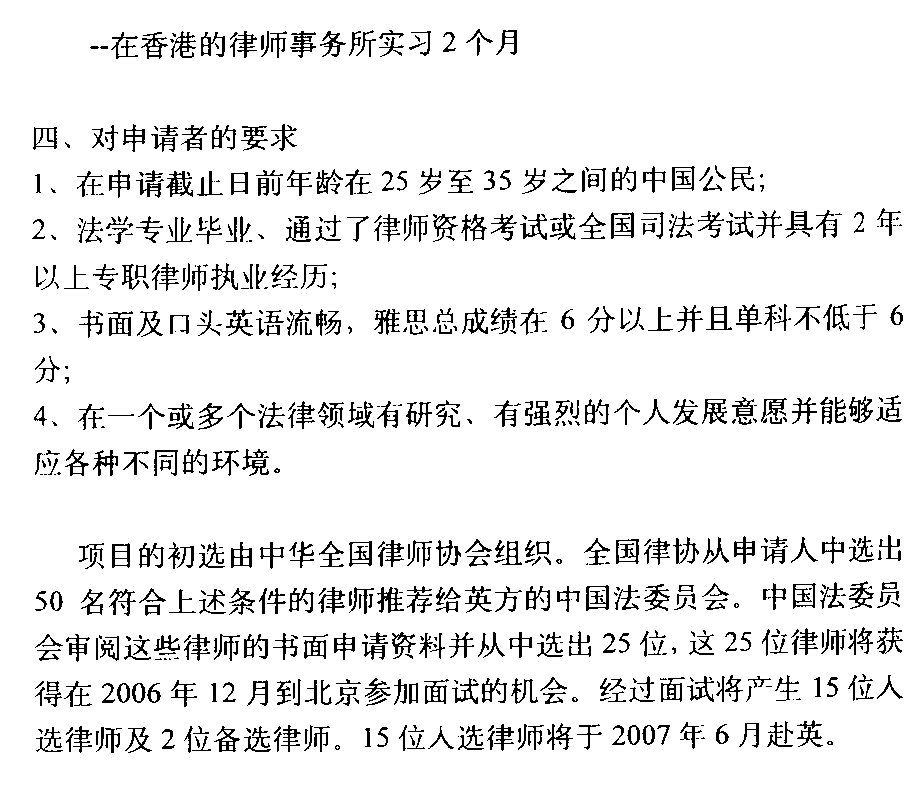 --在香港的律师事务所实习 2 个月
四、对申请者的要求
1、在申请截止日前年龄在 25 岁至 35 岁之间的中国公民;
2、法学专业毕业、通过了律师资格考试或全国司法考试并具有 2 年
以上专职律师执业经历;
3、书面及口头英语流畅，雅思总成绩在 6 分以上并且单科不低于 6
分;
4、在一个或多个法律领域有研究、有强烈的个人发展意愿并能够适
应各种不同的环境。
项目的初选由中华全国律师协会组织。全国律协从申请人中选出
50 名符合上述条件的律师推荐给英方的中国法委员会。中国法委员
会审阅这些律师的书面申请资料并从中选出 25 位, 这 25 位律师将获
得在 2006 年 12 月到北京参加面试的机会。经过面试将产生 15 位人
选律师及 2 位备选律师。15 位人选律师将于 2007 年 6 月赴英。